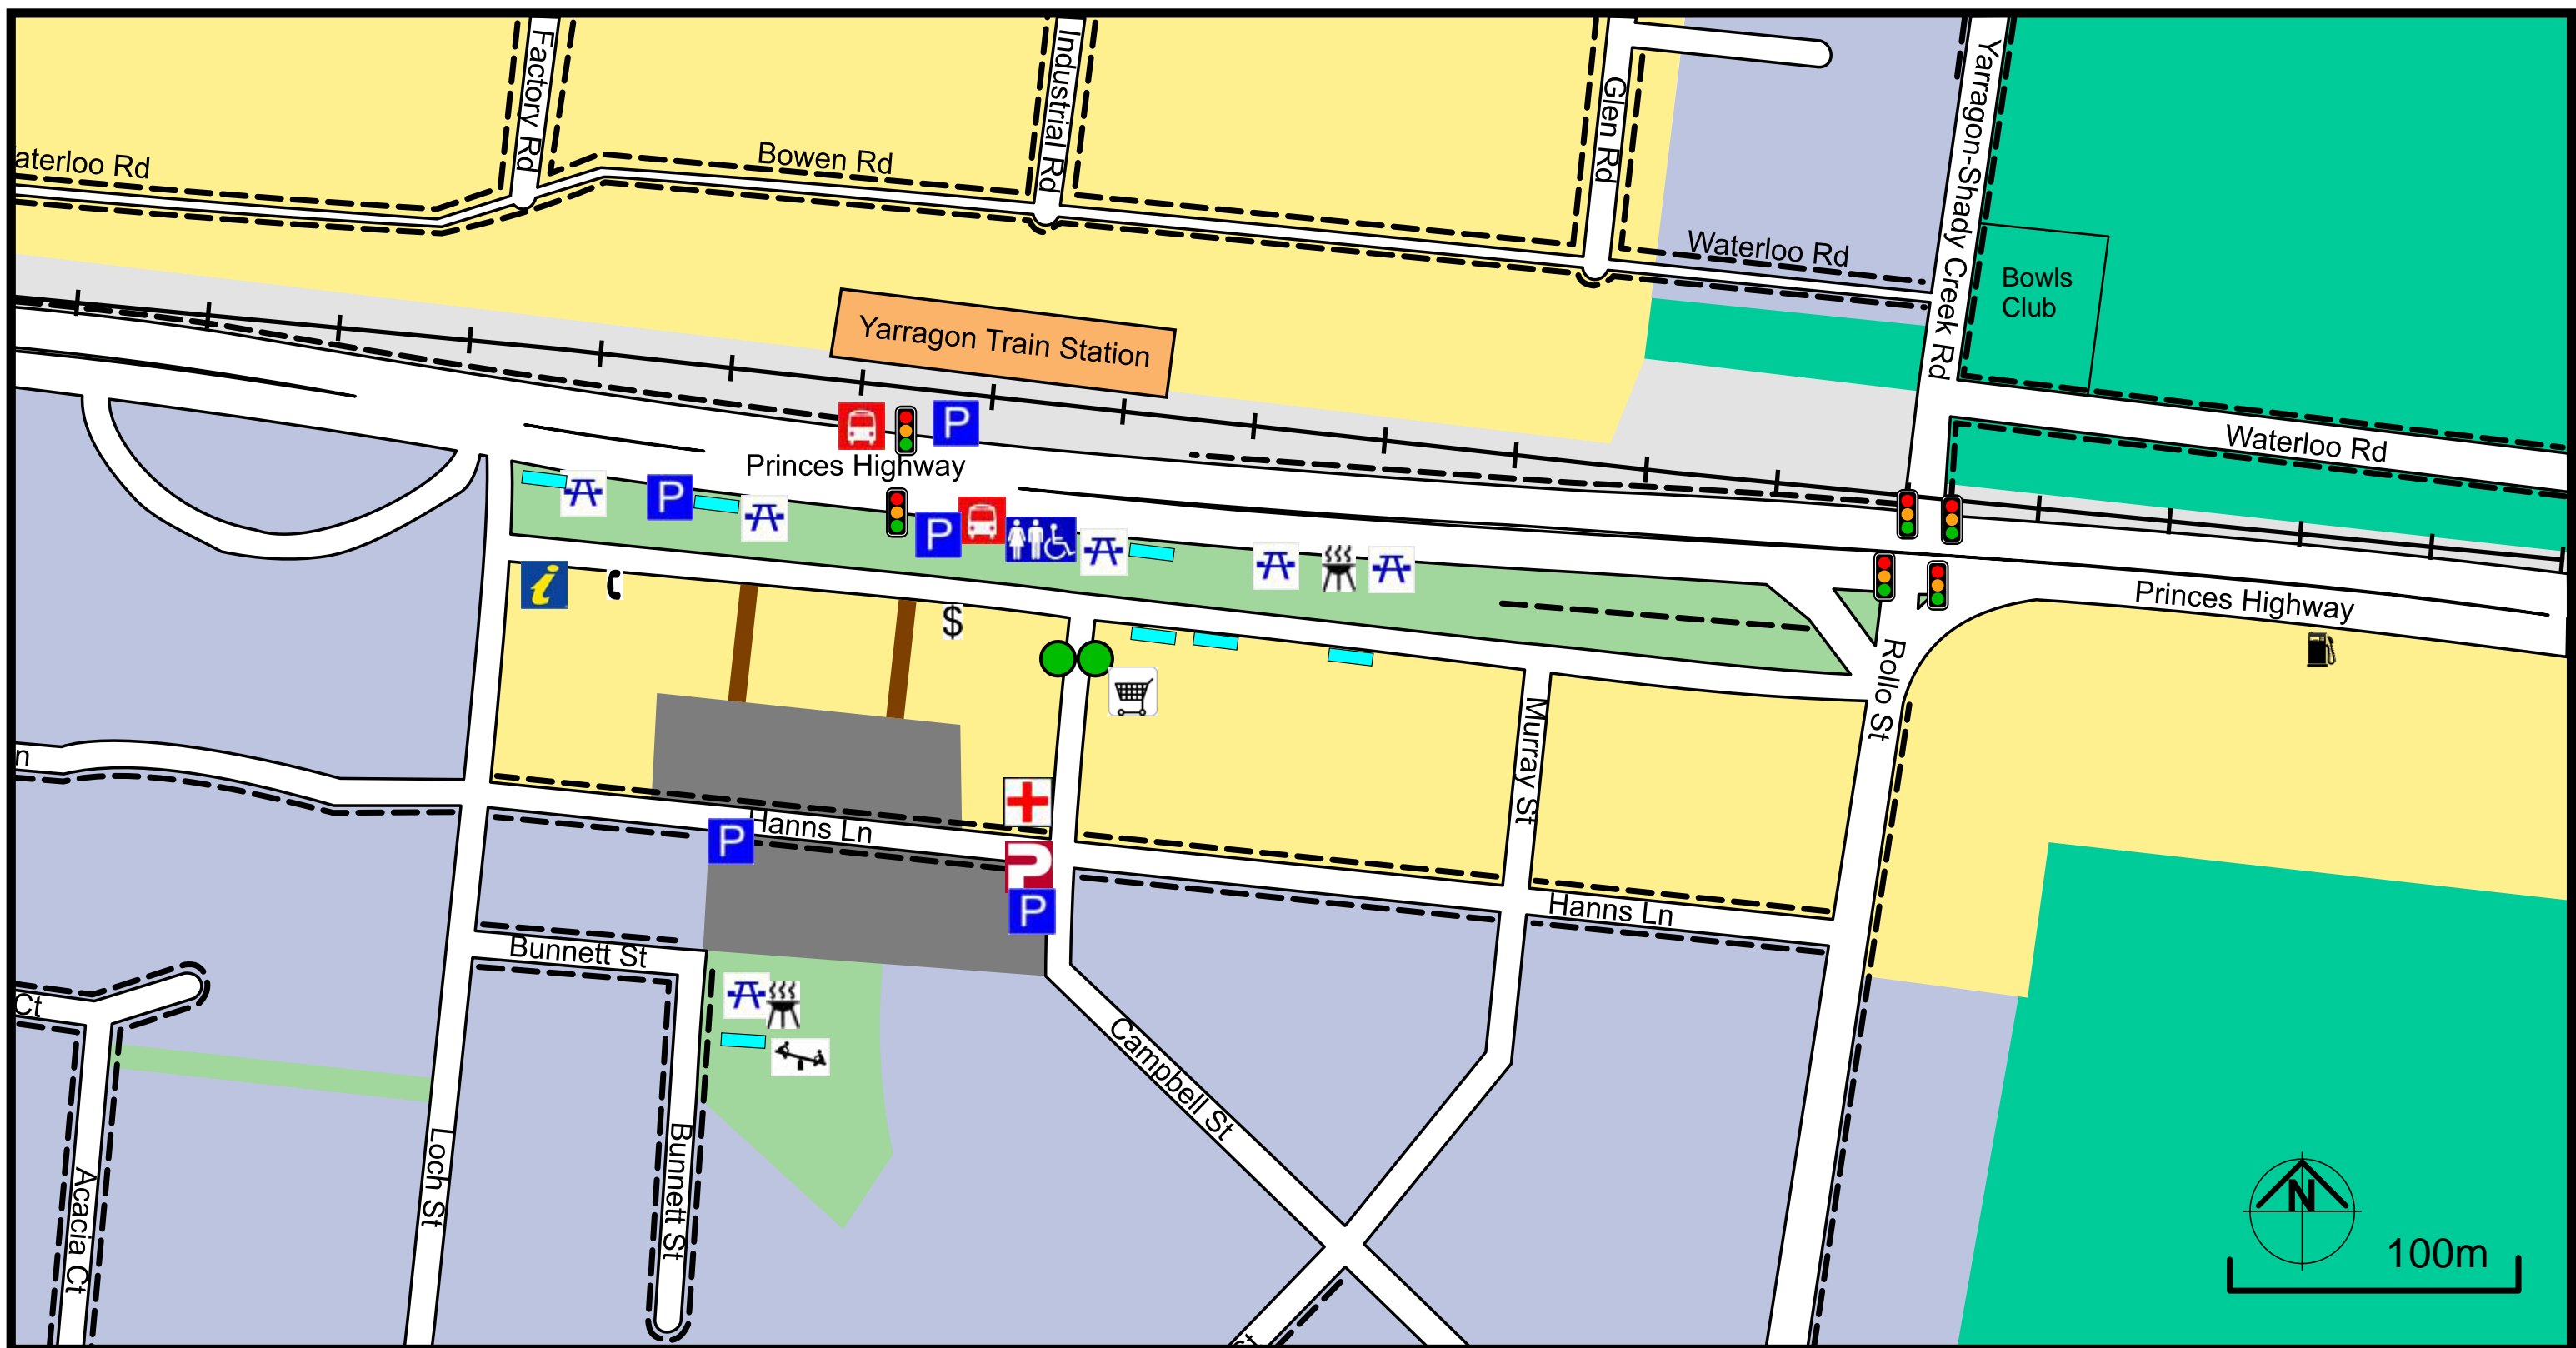 Factory Rd
Industrial Rd
Glen Rd
Yarragon-Shady Creek Rd
aterloo Rd
Bowen Rd
Waterloo Rd
Bowls
Club
Yarragon Train Station
P
Princes Highway
Waterloo Rd
P
P
i
Princes Highway
$
Rollo St
Murray St
n
P
Hanns Ln
P
P
Hanns Ln
Bunnett St
Ct
Campbell St
Loch St
Bunnett St
Acacia Ct
N
100m
St